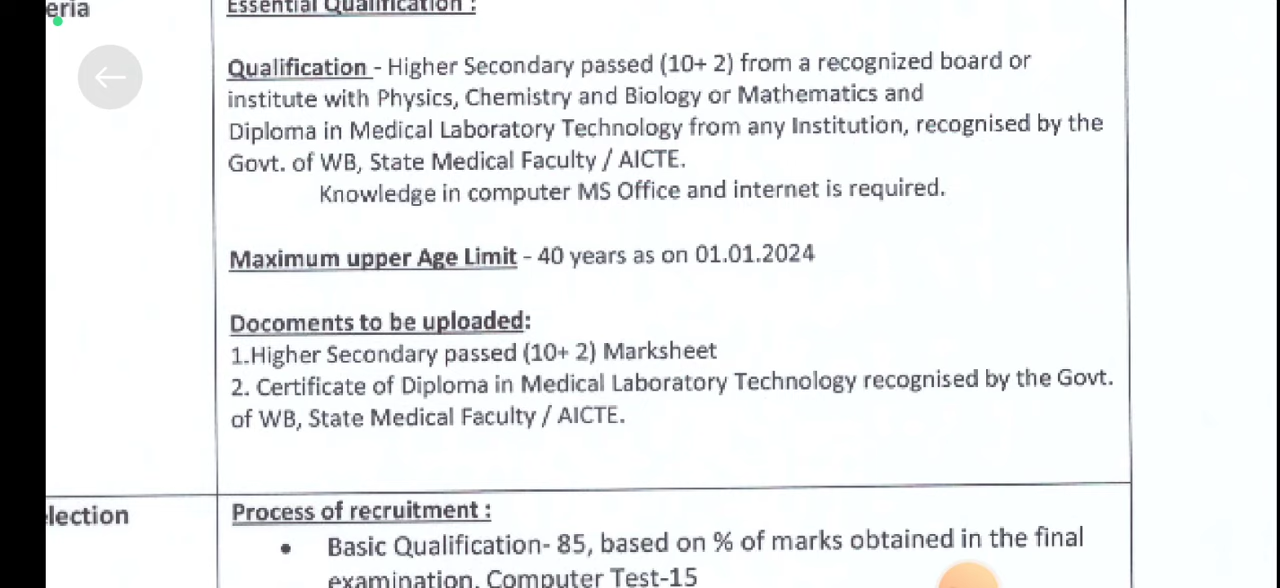 eria
Essential Qualification :
Qualification - Higher Secondary passed (10+ 2) from a recognized board or
institute with Physics, Chemistry and Biology or Mathematics and
Diploma in Medical Laboratory Technology from any Institution, recognised by the
Govt. of WB, State Medical Faculty / AICTE.
Knowledge in computer MS Office and internet is required.
Maximum upper Age Limit - 40 years as on 01.01.2024
Docoments to be uploaded:
1.Higher Secondary passed (10+ 2) Marksheet
2. Certificate of Diploma in Medical Laboratory Technology recognised by the Govt.
of WB, State Medical Faculty / AICTE.
lection
Process of recruitment :
• Basic Qualification- 85, based on % of marks obtained in the final
examination, Computer Test-15